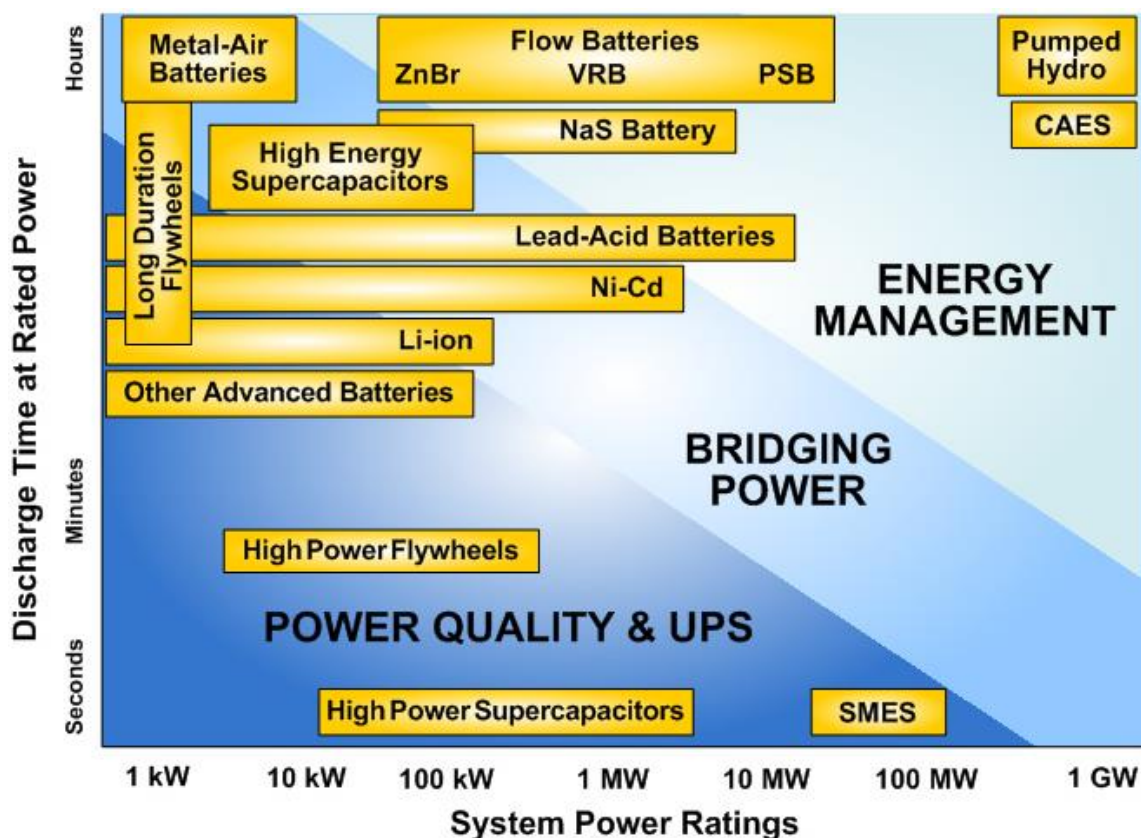 Hours
Minutes
Seconds
Discharge Time at Rated Power
Metal-Air
Batteries
Flow Batteries
ZnBr VRB PSB
Pumped
Hydro
NaS Battery
CAES
High Energy
Supercapacitors
Long Duration
Flywheels
Lead-Acid Batteries
Ni-Cd
Li-ion
Other Advanced Batteries
ENERGY
MANAGEMENT
BRIDGING
POWER
High Power Flywheels
POWER QUALITY & UPS
High Power Supercapacitors
SMES
1 kW 10 kW 100 kW 1 MW 10 MW 100 MW 1 GW
System Power Ratings